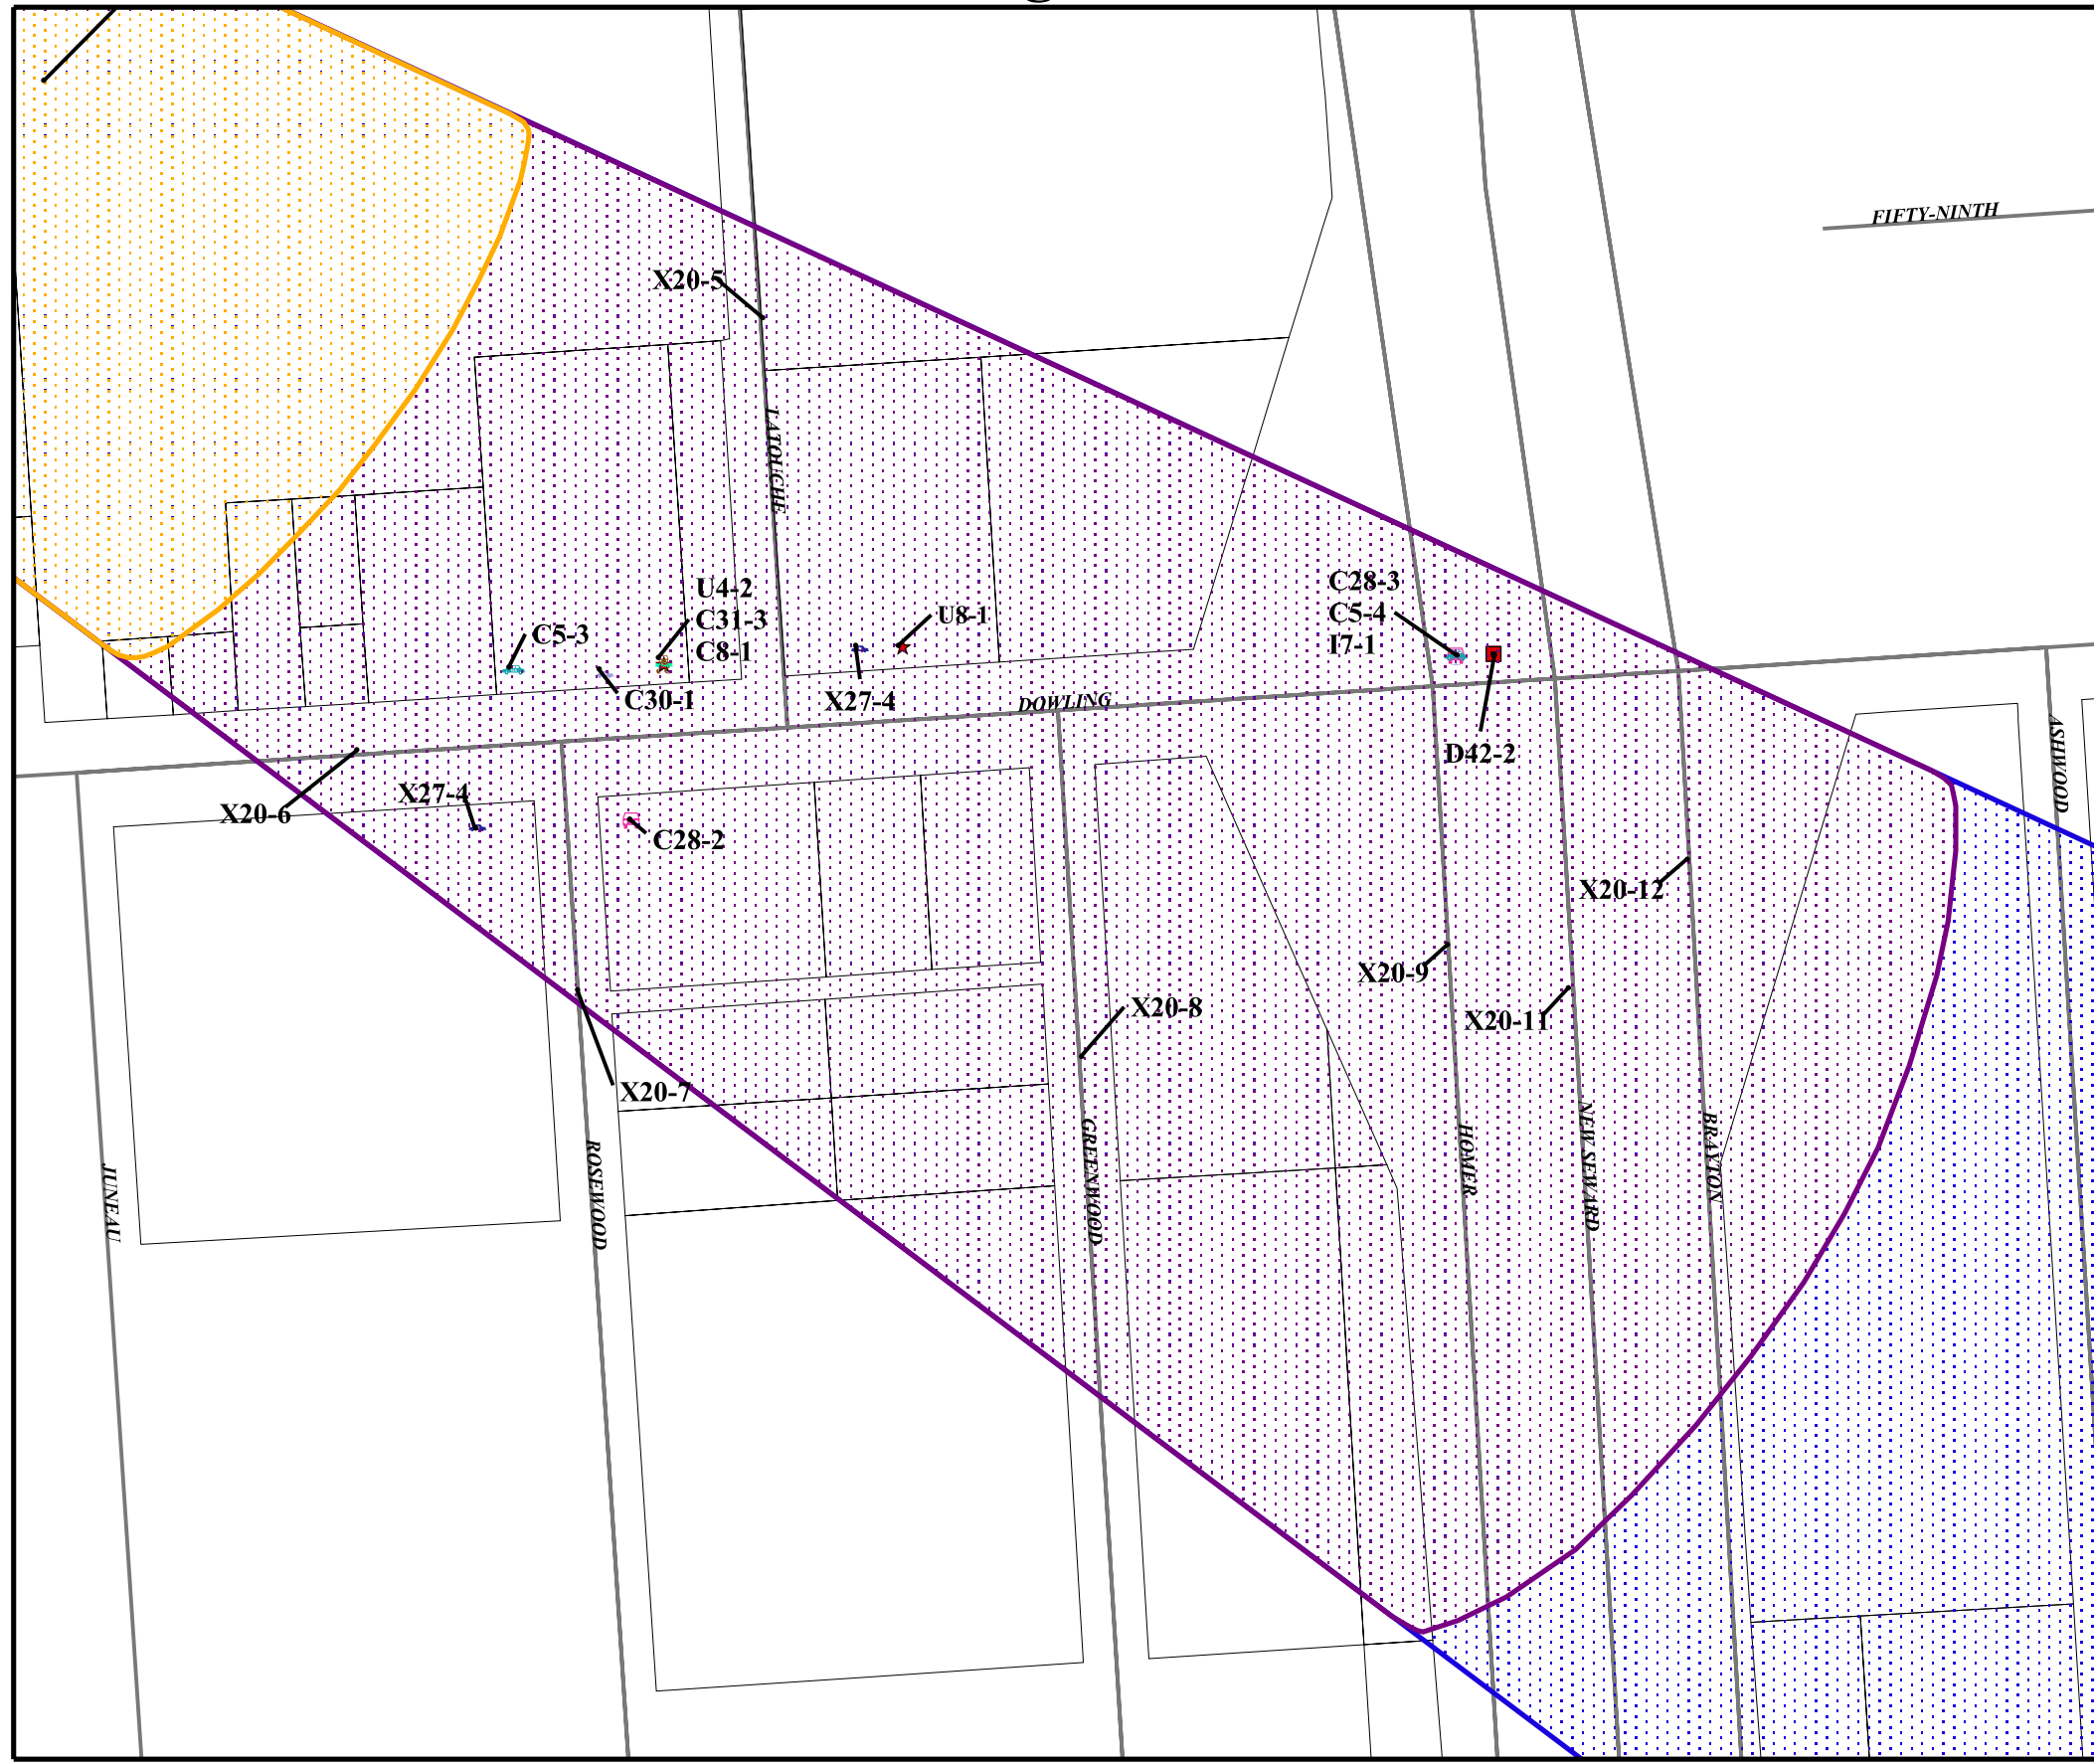 FIFTY-NINTH
X20-5
LATOUCHE
U4-2
C31-3
C8-1
C28-3
C5-4
I7-1
U8-1
C5-3
C30-1
X27-4
DOWLING
D42-2
ASHWOOD
X20-6
X27-4
C28-2
X20-12
X20-9
X20-11
X20-8
X20-7
JUNEAU
ROSEWOOD
GREENWOOD
HOMER
NEW SEWARD
BRAYTON